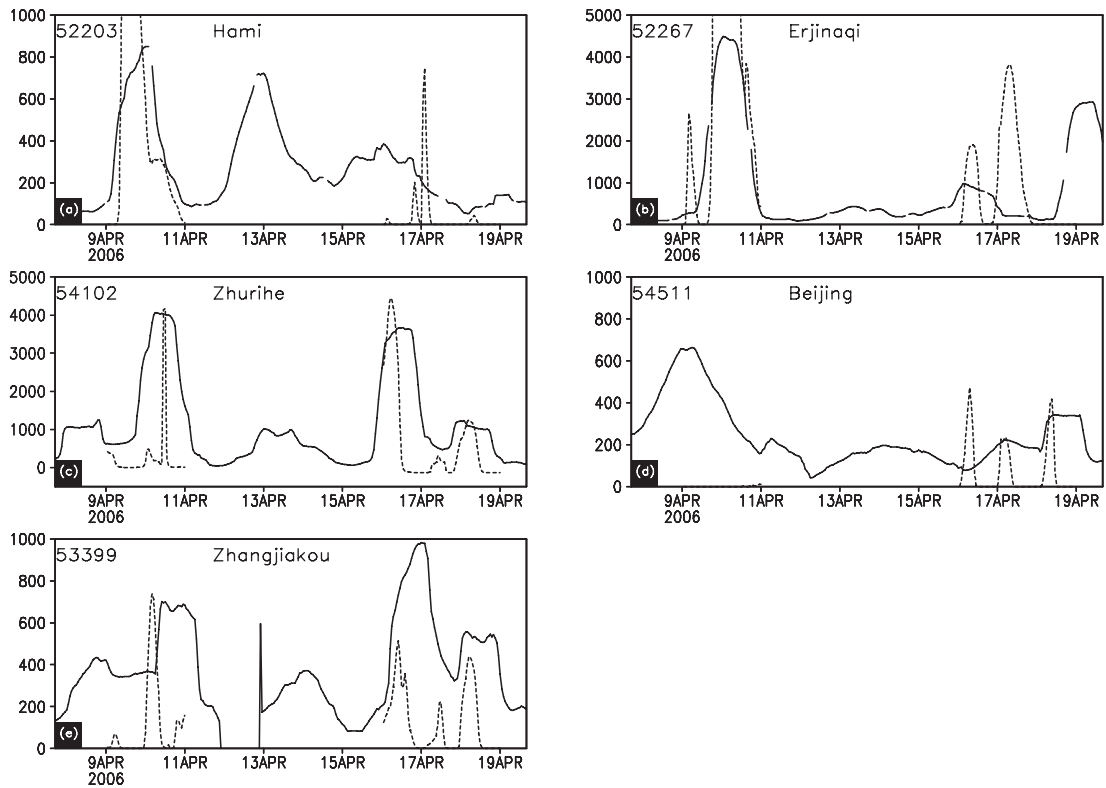 52203 Hami
1000
800
600
400
200
0
(a)
9APR 11APR 13APR 15APR 17APR 19APR
2006
52267 Erjinaqi
5000
4000
3000
2000
1000
0
(b)
9APR 11APR 13APR 15APR 17APR 19APR
2006
54102 Zhurihe
5000
4000
3000
2000
1000
0
(c)
9APR 11APR 13APR 15APR 17APR 19APR
2006
54511 Beijing
1000
800
600
400
200
0
(d)
9APR 11APR 13APR 15APR 17APR 19APR
2006
53399 Zhangjiakou
1000
800
600
400
200
0
(e)
9APR 11APR 13APR 15APR 17APR 19APR
2006